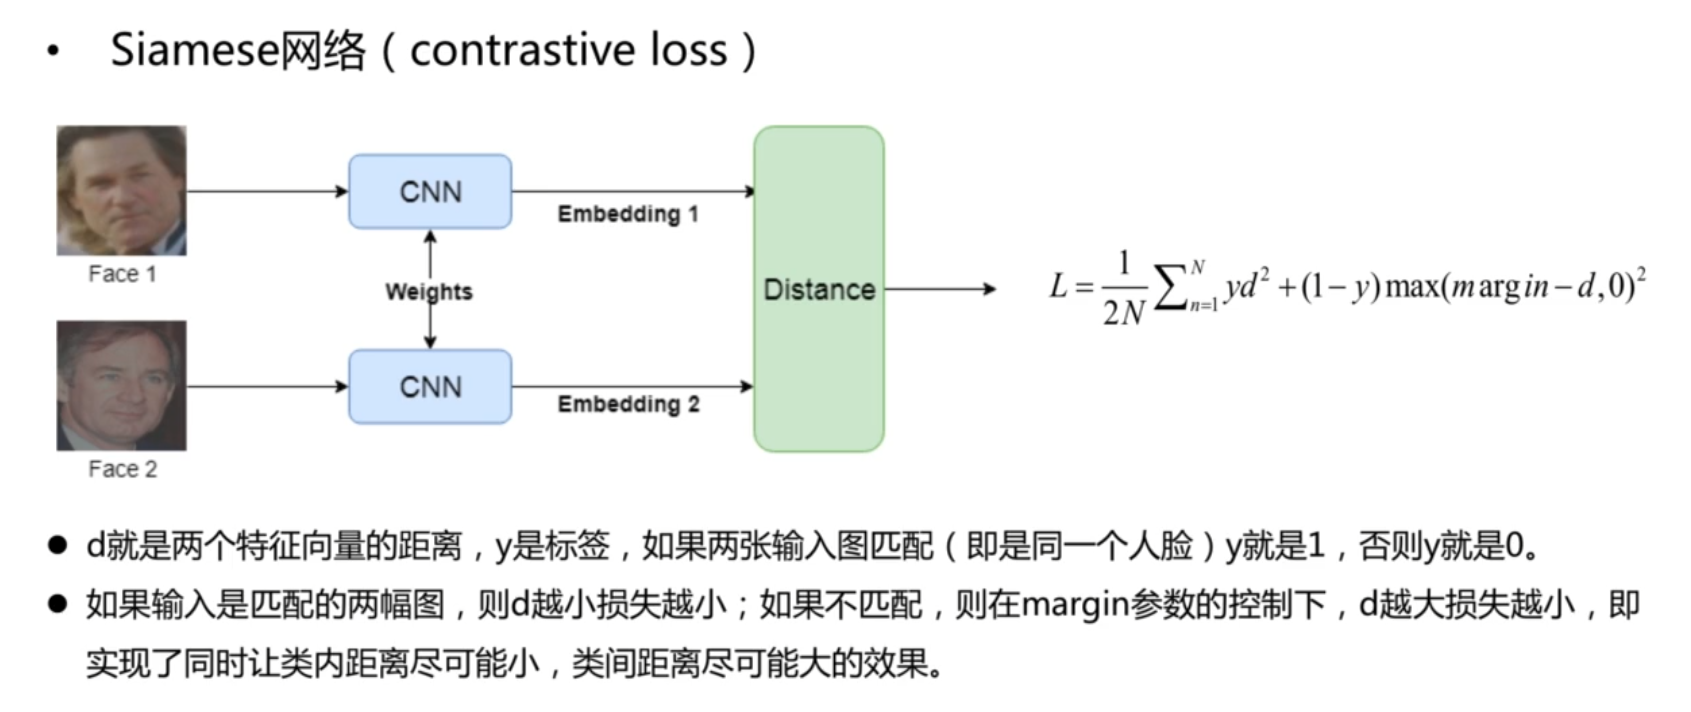 • Siamese网络（contrastive loss）
CNN
Embedding 1
Face 1
Weights
Distance
L = \frac{1}{2N} \sum_{n=1}^{N} yd^2 + (1-y) max(margin-d,0)^2
CNN
Embedding 2
Face 2
● d就是两个特征向量的距离，y是标签，如果两张输入图匹配（即是同一个人脸）y就是1，否则y就是0。
● 如果输入是匹配的两幅图，则d越小损失越小；如果不匹配，则在margin参数的控制下，d越大损失越小，即
实现了同时让类内距离尽可能小，类间距离尽可能大的效果。